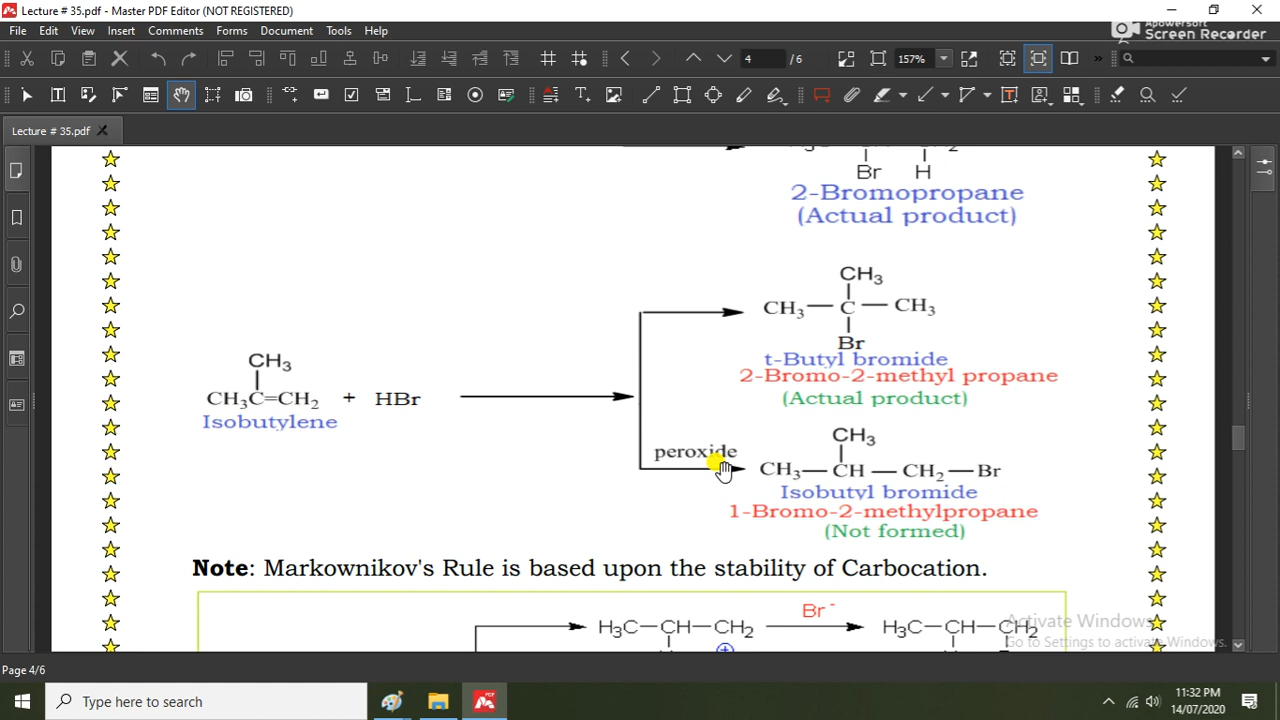 Lecture # 35.pdf - Master PDF Editor (NOT REGISTERED)
File Edit View Insert Comments Forms Document Tools Help
Apowersoft
Screen Recorder
4 / 6 157%
Lecture # 35.pdf
Br H
2-Bromopropane
(Actual product)
CH3
CH3 — C — CH3
Br
t-Butyl bromide
2-Bromo-2-methyl propane
(Actual product)
CH3
CH3C=CH2 + HBr
Isobutylene
peroxide
CH3
CH3— CH — CH2 —Br
Isobutyl bromide
1-Bromo-2-methylpropane
(Not formed)
Note: Markownikov's Rule is based upon the stability of Carbocation.
Br -
H3C—CH—CH2 H3C—CH—CH2
+
Activate Windows
Go to Settings to activate Windows.
Page 4/6
Type here to search
11:32 PM
14/07/2020